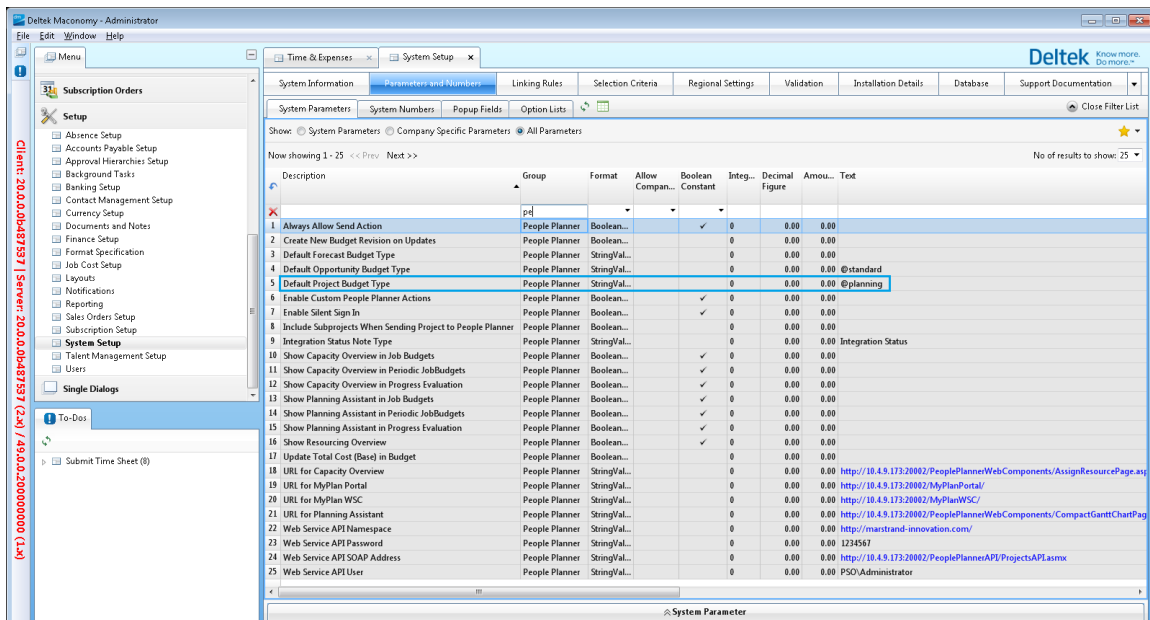 Deltek Maconomy - Administrator
File Edit Window Help
Menu
Subscription Orders
Setup
Absence Setup
Accounts Payable Setup
Approval Hierarchies Setup
Background Tasks
Banking Setup
Contact Management Setup
Currency Setup
Documents and Notes
Finance Setup
Format Specification
Job Cost Setup
Layouts
Notifications
Reporting
Sales Orders Setup
Subscription Setup
System Setup
Talent Management Setup
Users
Single Dialogs
To-Dos
Submit Time Sheet (8)
Client: 20.0.0.0b487537 | Server: 20.0.0.0b487537 (2.x) / 49.0.0.200000000 (1.x)
Time & Expenses System Setup
Deltek Know more. Do more.™
System Information Parameters and Numbers Linking Rules Selection Criteria Regional Settings Validation Installation Details Database Support Documentation
System Parameters System Numbers Popup Fields Option Lists Close Filter List
Show: System Parameters Company Specific Parameters All Parameters
Now showing 1 - 25 << Prev Next >> No of results to show: 25
Description Group Format Allow Compan... Boolean Constant Integ... Decimal Figure Amou... Text
pe
1 Always Allow Send Action People Planner Boolean... ✓ 0 0.00 0.00
2 Create New Budget Revision on Updates People Planner Boolean... 0 0.00 0.00
3 Default Forecast Budget Type People Planner StringVal... 0 0.00 0.00
4 Default Opportunity Budget Type People Planner StringVal... 0 0.00 0.00 @standard
5 Default Project Budget Type People Planner StringVal... 0 0.00 0.00 @planning
6 Enable Custom People Planner Actions People Planner Boolean... ✓ 0 0.00 0.00
7 Enable Silent Sign In People Planner Boolean... ✓ 0 0.00 0.00
8 Include Subprojects When Sending Project to People Planner People Planner Boolean... 0 0.00 0.00
9 Integration Status Note Type People Planner StringVal... 0 0.00 0.00 Integration Status
10 Show Capacity Overview in Job Budgets People Planner Boolean... ✓ 0 0.00 0.00
11 Show Capacity Overview in Periodic JobBudgets People Planner Boolean... ✓ 0 0.00 0.00
12 Show Capacity Overview in Progress Evaluation People Planner Boolean... ✓ 0 0.00 0.00
13 Show Planning Assistant in Job Budgets People Planner Boolean... ✓ 0 0.00 0.00
14 Show Planning Assistant in Periodic JobBudgets People Planner Boolean... ✓ 0 0.00 0.00
15 Show Planning Assistant in Progress Evaluation People Planner Boolean... ✓ 0 0.00 0.00
16 Show Resourcing Overview People Planner Boolean... ✓ 0 0.00 0.00
17 Update Total Cost (Base) in Budget People Planner Boolean... 0 0.00 0.00
18 URL for Capacity Overview People Planner StringVal... 0 0.00 0.00 http://10.4.9.173:20002/PeoplePlannerWebComponents/AssignResourcePage.asp
19 URL for MyPlan Portal People Planner StringVal... 0 0.00 0.00 http://10.4.9.173:20002/MyPlanPortal/
20 URL for MyPlan WSC People Planner StringVal... 0 0.00 0.00 http://10.4.9.173:20002/MyPlanWSC/
21 URL for Planning Assistant People Planner StringVal... 0 0.00 0.00 http://10.4.9.173:20002/PeoplePlannerWebComponents/CompactGanttChartPag
22 Web Service API Namespace People Planner StringVal... 0 0.00 0.00 http://marstrand-innovation.com/
23 Web Service API Password People Planner StringVal... 0 0.00 0.00 1234567
24 Web Service API SOAP Address People Planner StringVal... 0 0.00 0.00 http://10.4.9.173:20002/PeoplePlannerAPI/ProjectsAPI.asmx
25 Web Service API User People Planner StringVal... 0 0.00 0.00 PSO\Administrator
System Parameter